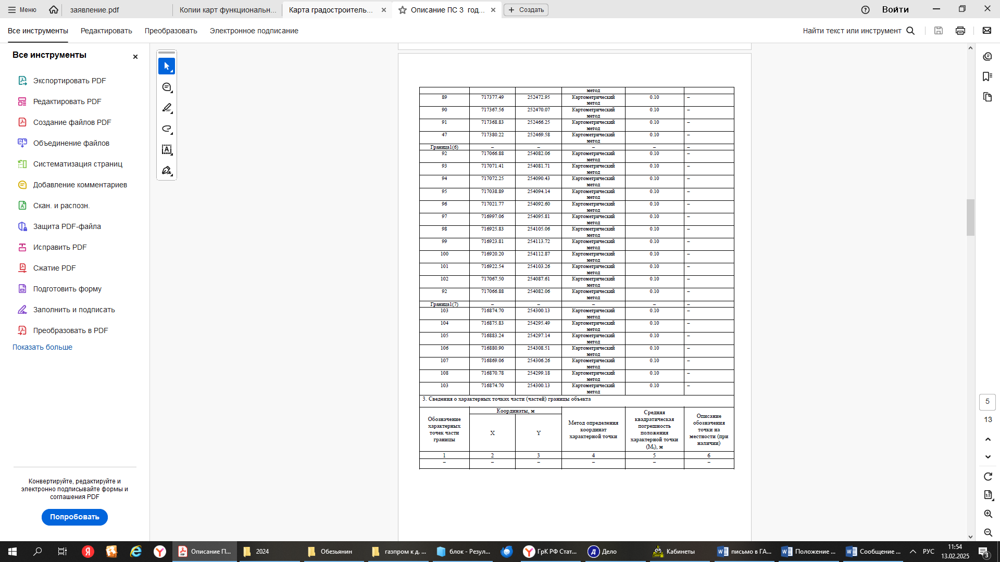 Меню
заявление.pdf
Копии карт функциональн...
Карта градостроитель...
Описание ПС 3 год...
Создать
Войти
Все инструменты
Редактировать
Преобразовать
Электронное подписание
Найти текст или инструмент
Все инструменты
Экспортировать PDF
Редактировать PDF
Создание файлов PDF
Объединение файлов
Систематизация страниц
Добавление комментариев
Скан. и распозн.
Защита PDF-файла
Исправить PDF
Сжатие PDF
Подготовить форму
Заполнить и подписать
Преобразовать в PDF
Показать больше
Конвертируйте, редактируйте и
электронно подписывайте формы и
соглашения PDF
Попробовать
метод
89 717377.49 252472.95 Картометрический метод 0.10 –
90 717367.56 252470.07 Картометрический метод 0.10 –
91 717368.83 252466.25 Картометрический метод 0.10 –
47 717380.22 252469.58 Картометрический метод 0.10 –
Граница1(6) – – – – –
92 717066.88 254082.06 Картометрический метод 0.10 –
93 717071.41 254081.71 Картометрический метод 0.10 –
94 717072.25 254090.43 Картометрический метод 0.10 –
95 717038.89 254094.14 Картометрический метод 0.10 –
96 717021.77 254092.60 Картометрический метод 0.10 –
97 716997.06 254095.81 Картометрический метод 0.10 –
98 716925.83 254105.06 Картометрический метод 0.10 –
99 716923.81 254113.72 Картометрический метод 0.10 –
100 716920.20 254112.87 Картометрический метод 0.10 –
101 716922.54 254103.26 Картометрический метод 0.10 –
102 717067.50 254087.61 Картометрический метод 0.10 –
92 717066.88 254082.06 Картометрический метод 0.10 –
Граница1(7) – – – – –
103 716874.70 254300.13 Картометрический метод 0.10 –
104 716875.83 254295.49 Картометрический метод 0.10 –
105 716883.24 254297.14 Картометрический метод 0.10 –
106 716880.90 254308.51 Картометрический метод 0.10 –
107 716869.06 254306.26 Картометрический метод 0.10 –
108 716870.78 254299.18 Картометрический метод 0.10 –
103 716874.70 254300.13 Картометрический метод 0.10 –
3. Сведения о характерных точках части (частей) границы объекта
Обозначение
характерных
точек части
границы
Координаты, м
X
Y
Метод определения
координат
характерной точки
Средняя
квадратическая
погрешность
положения
характерной точки
(Mt), м
Описание
обозначения
точки на
местности (при
наличии)
1 2 3 4 5 6
– – – – – –
5
13
Описание П...
2024
Обезьянин
газпром к д. ...
блок - Резул...
ГрК РФ Стат...
Дело
Кабинеты
письмо в ГА...
Положение ...
Сообщение ...
РУС
11:54
13.02.2025
3